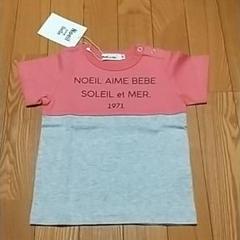 NOEIL AIME BEBE
SOLEIL et MER.
1971